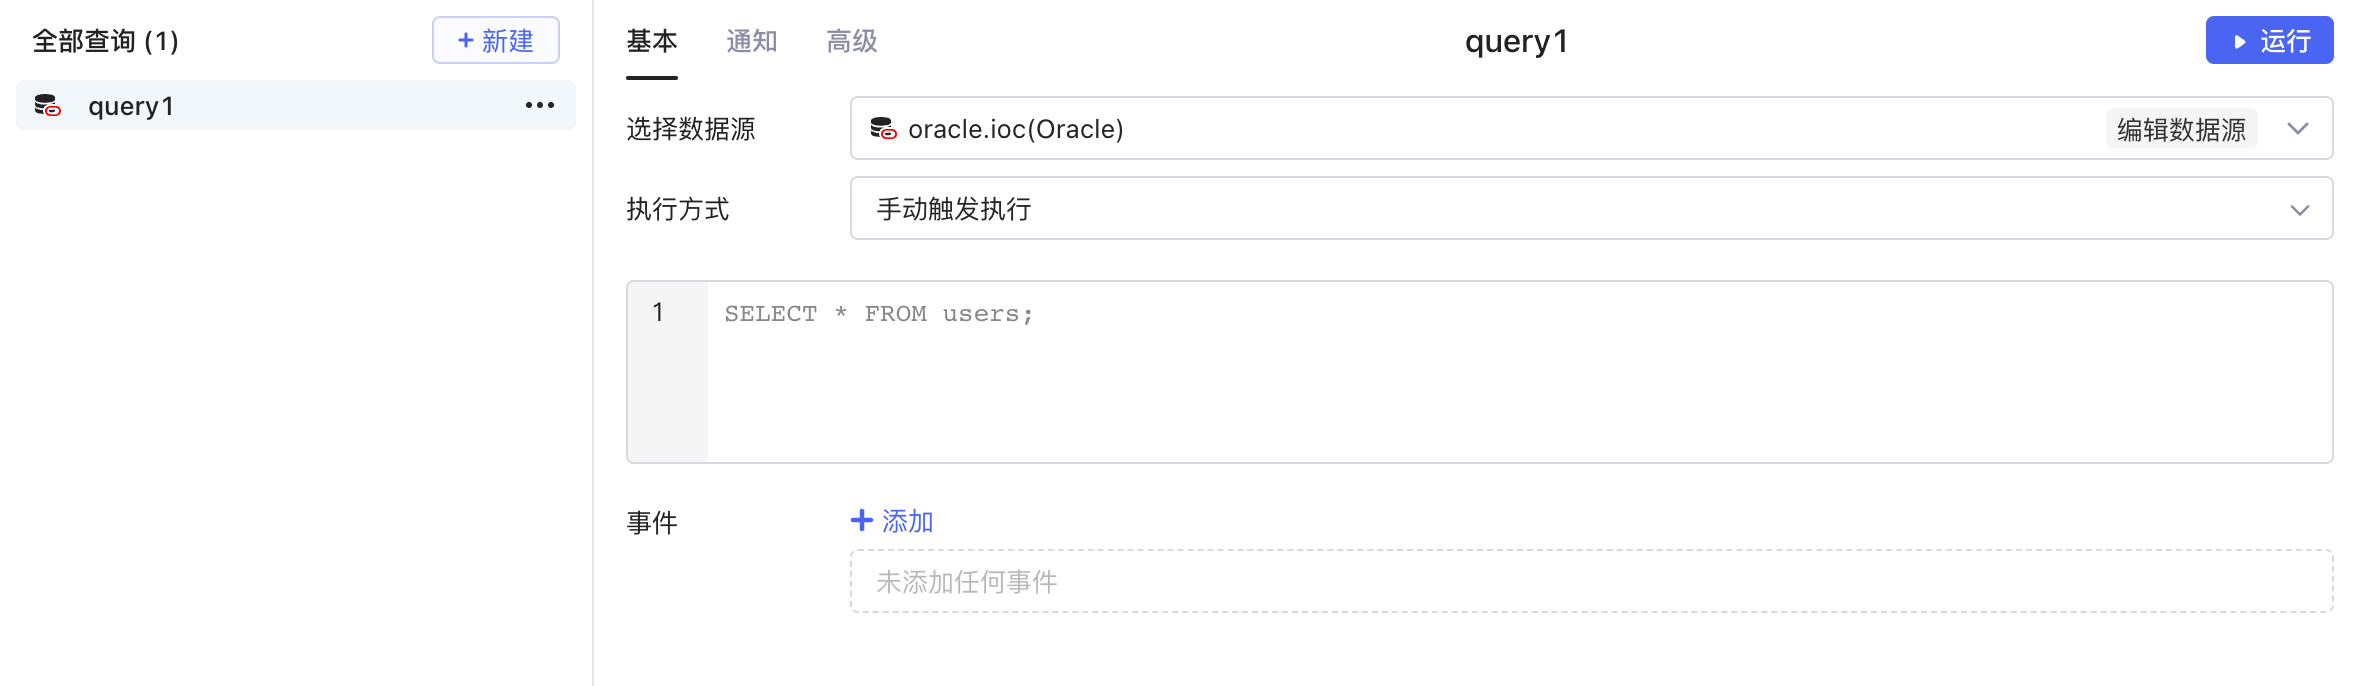 全部查询 (1)
+ 新建
query1
基本 通知 高级
query1
运行
选择数据源
oracle.ioc(Oracle)
编辑数据源
执行方式
手动触发执行
1
SELECT * FROM users;
事件
+ 添加
未添加任何事件